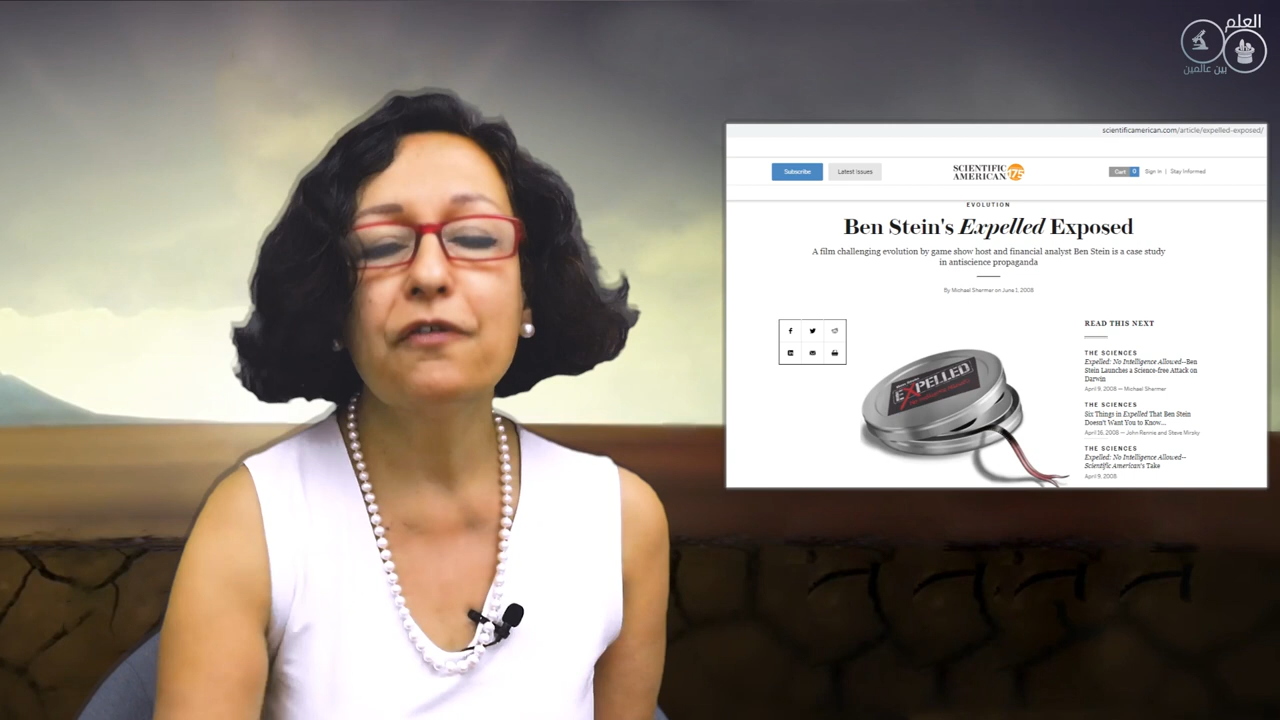 العلم
بين عالمين
scientificamerican.com/article/expelled-exposed/
Subscribe
Latest Issues
SCIENTIFIC
AMERICAN 175
Cart 0 Sign In | Stay Informed
EVOLUTION
Ben Stein's Expelled Exposed
A film challenging evolution by game show host and financial analyst Ben Stein is a case study
in antiscience propaganda
By Michael Shermer on June 1, 2008
EXPELLED
READ THIS NEXT
THE SCIENCES
Expelled: No Intelligence Allowed—Ben
Stein Launches a Science-free Attack on
Darwin
April 9, 2008 — Michael Shermer
THE SCIENCES
Six Things in Expelled That Ben Stein
Doesn't Want You to Know...
April 16, 2008 — John Rennie and Steve Mirsky
THE SCIENCES
Expelled: No Intelligence Allowed—
Scientific American's Take
April 9, 2008